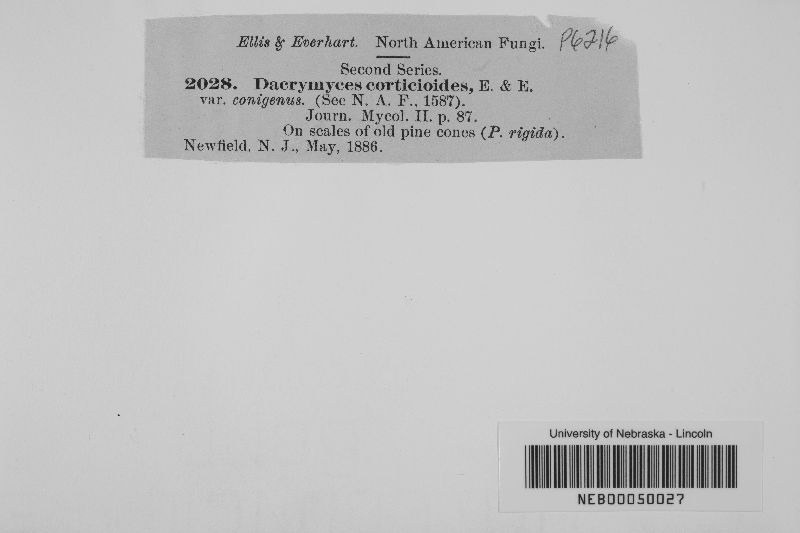 Ellis & Everhart. North American Fungi. P6216
Second Series.
2028. Dacrymyces corticioides, E. & E.
var. conigenus. (See N. A. F., 1587).
Journ. Mycol. II. p. 87.
On scales of old pine cones (P. rigida).
Newfield, N. J., May, 1886.
University of Nebraska - Lincoln
NEB00050027